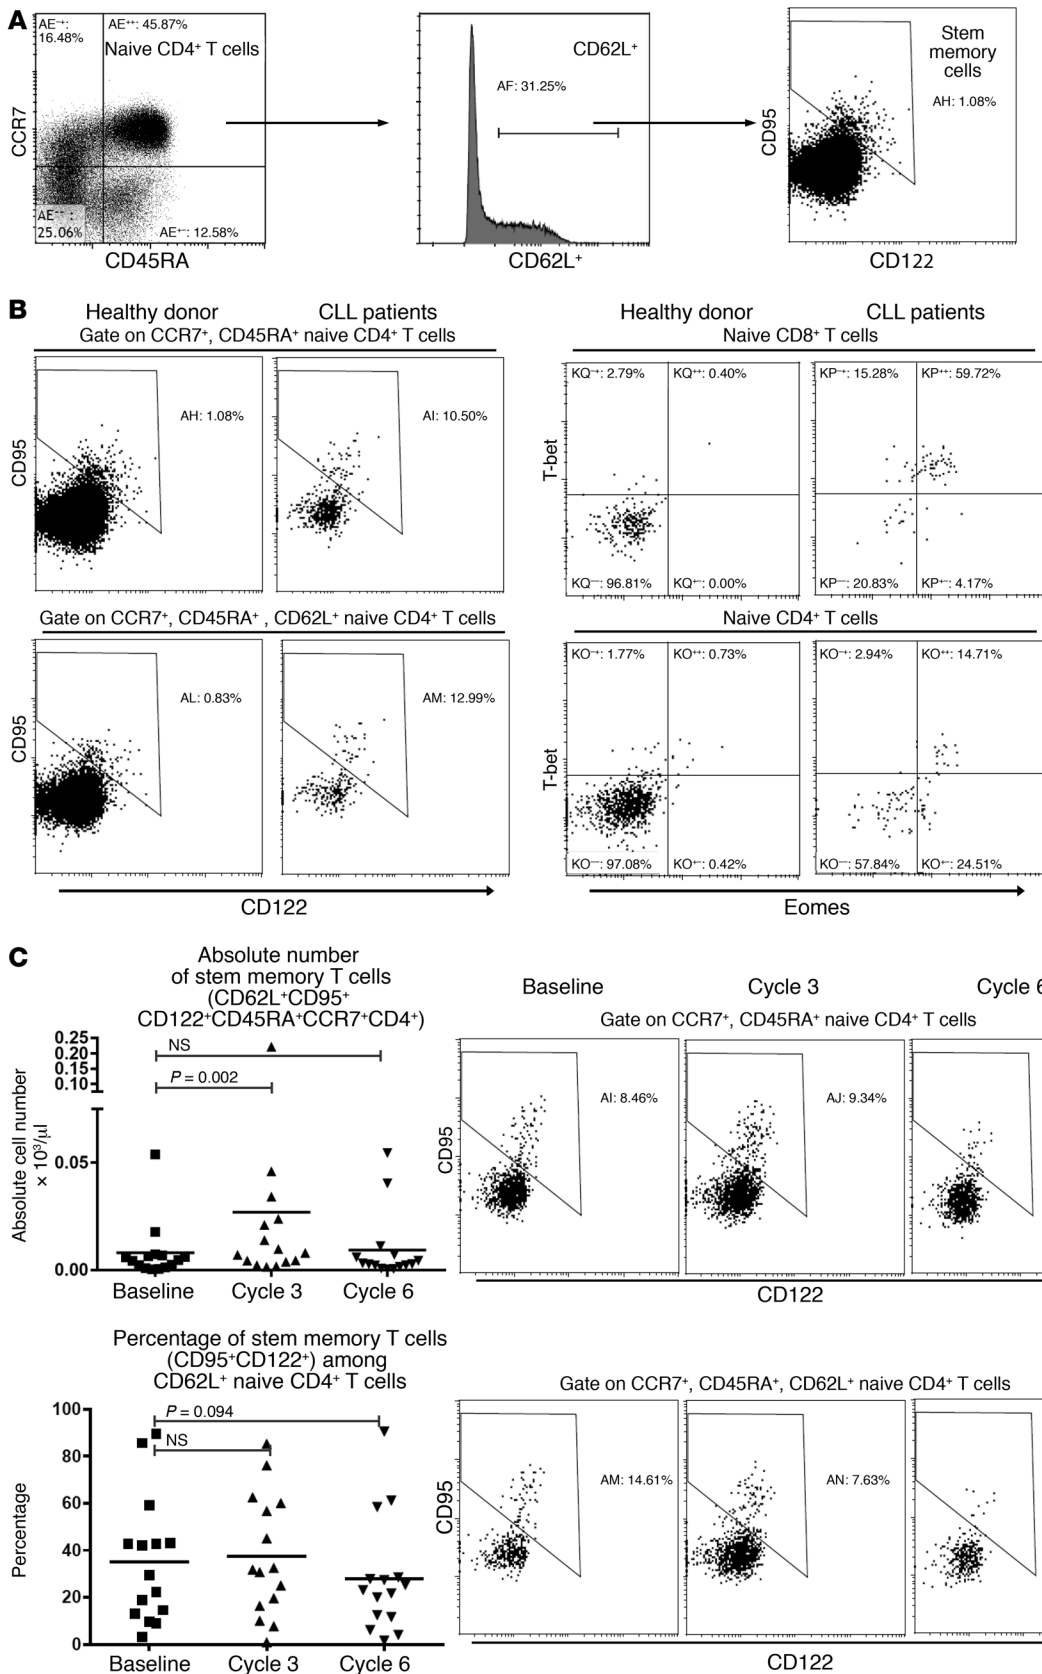 A
AE⁻⁺:
16.48%
AE⁺⁺: 45.87%
Naive CD4⁺ T cells
CCR7
AE⁻⁻ :
25.06%
AE⁺⁻: 12.58%
CD45RA
CD62L⁺
AF: 31.25%
CD62L⁺
Stem
memory
cells
AH: 1.08%
CD95
CD122
B
Healthy donor
CLL patients
Gate on CCR7⁺, CD45RA⁺ naive CD4⁺ T cells
CD95
AH: 1.08%
AI: 10.50%
Gate on CCR7⁺, CD45RA⁺ , CD62L⁺ naive CD4⁺ T cells
CD95
AL: 0.83%
AM: 12.99%
CD122
Healthy donor
CLL patients
Naive CD8⁺ T cells
T-bet
KQ⁻⁺: 2.79%
KQ⁺⁺: 0.40%
KP⁻⁺: 15.28%
KP⁺⁺: 59.72%
KQ⁻⁻: 96.81%
KQ⁺⁻: 0.00%
KP⁻⁻: 20.83%
KP⁺⁻: 4.17%
Naive CD4⁺ T cells
T-bet
KO⁻⁺: 1.77%
KO⁺⁺: 0.73%
KO⁻⁺: 2.94%
KO⁺⁺: 14.71%
KO⁻⁻: 97.08%
KO⁺⁻: 0.42%
KO⁻⁻: 57.84%
KO⁺⁻: 24.51%
Eomes
C
Absolute number
of stem memory T cells
(CD62L⁺CD95⁺
CD122⁺CD45RA⁺CCR7⁺CD4⁺)
Absolute cell number
× 10³/µl
0.25
0.20
0.15
0.10
0.05
0.00
NS
P = 0.002
Baseline
Cycle 3
Cycle 6
Baseline
Cycle 3
Cycle 6
Gate on CCR7⁺, CD45RA⁺ naive CD4⁺ T cells
CD95
AI: 8.46%
AJ: 9.34%
CD122
Percentage of stem memory T cells
(CD95⁺CD122⁺) among
CD62L⁺ naive CD4⁺ T cells
Percentage
100
80
60
40
20
0
P = 0.094
NS
Baseline
Cycle 3
Cycle 6
Gate on CCR7⁺, CD45RA⁺, CD62L⁺ naive CD4⁺ T cells
CD95
AM: 14.61%
AN: 7.63%
CD122